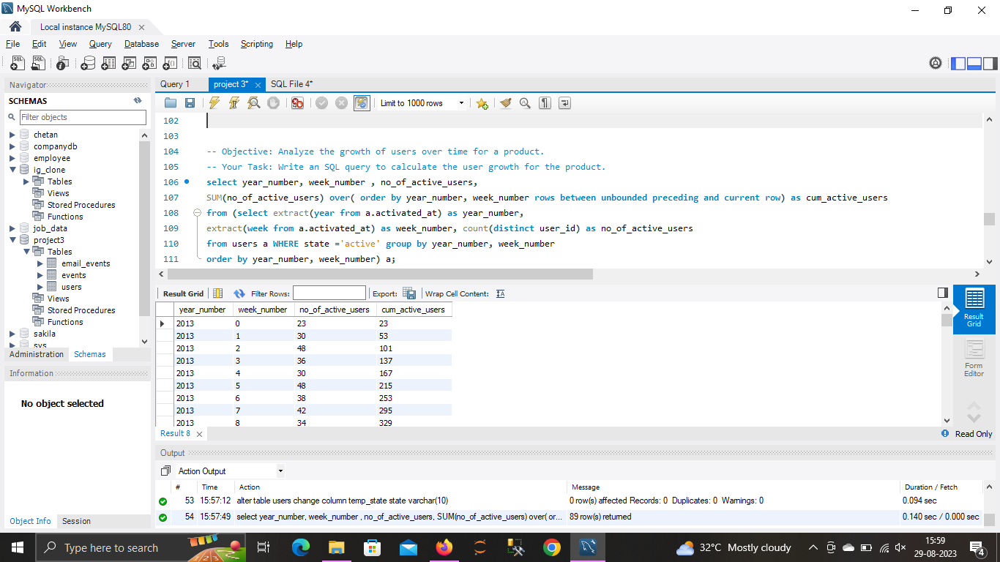 MySQL Workbench
Local instance MySQL80
File Edit View Query Database Server Tools Scripting Help
Navigator
SCHEMAS
Filter objects
chetan
companydb
employee
ig_clone
Tables
Views
Stored Procedures
Functions
job_data
project3
Tables
email_events
events
users
Views
Stored Procedures
Functions
sakila
sys
Administration Schemas
Information
No object selected
Object Info Session
Query 1 project 3* SQL File 4*
Limit to 1000 rows
102
103
104 -- Objective: Analyze the growth of users over time for a product.
105 -- Your Task: Write an SQL query to calculate the user growth for the product.
106 select year_number, week_number , no_of_active_users,
107 SUM(no_of_active_users) over( order by year_number, week_number rows between unbounded preceding and current row) as cum_active_users
108 from (select extract(year from a.activated_at) as year_number,
109 extract(week from a.activated_at) as week_number, count(distinct user_id) as no_of_active_users
110 from users a WHERE state ='active' group by year_number, week_number
111 order by year_number, week_number) a;
Result Grid Filter Rows: Export: Wrap Cell Content:
year_number week_number no_of_active_users cum_active_users
2013 0 23 23
2013 1 30 53
2013 2 48 101
2013 3 36 137
2013 4 30 167
2013 5 48 215
2013 6 38 253
2013 7 42 295
2013 8 34 329
Result Grid
Form Editor
Result 8
Read Only
Output
Action Output
# Time Action Message Duration / Fetch
53 15:57:12 alter table users change column temp_state state varchar(10) 0 row(s) affected Records: 0 Duplicates: 0 Warnings: 0 0.094 sec
54 15:57:49 select year_number, week_number , no_of_active_users, SUM(no_of_active_users) over( or... 89 row(s) returned 0.140 sec / 0.000 sec
Type here to search
32°C Mostly cloudy
15:59
29-08-2023
4